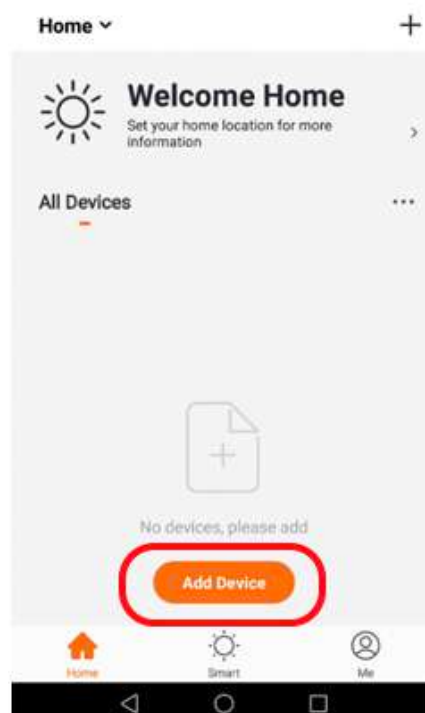 Home
Welcome Home
Set your home location for more
information
All Devices
No devices, please add
Add Device
Home
Smart
Me